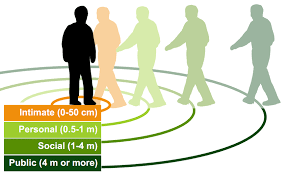 Intimate (0-50 cm)
Personal (0.5-1 m)
Social (1-4 m)
Public (4 m or more)